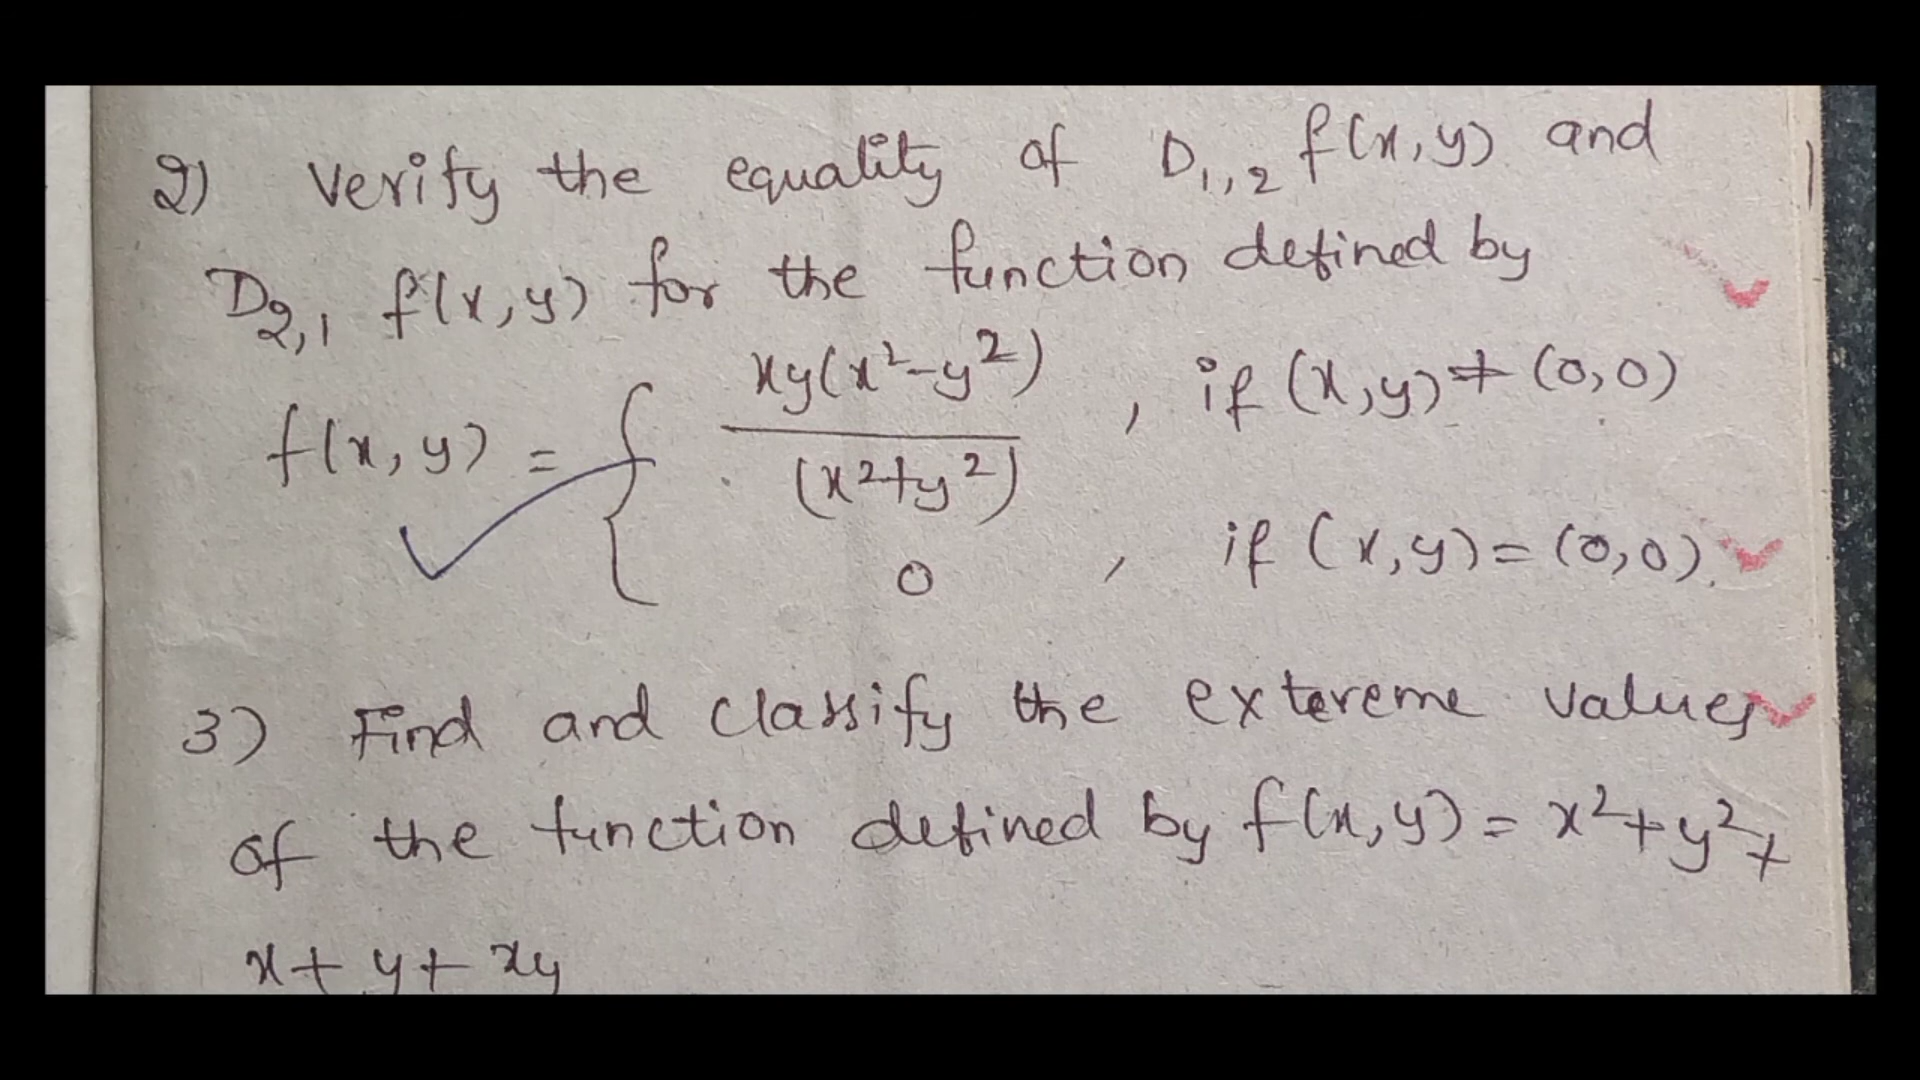 2) Verify the equality of D₁,₂ f(x,y) and
D₂,₁ f(x,y) for the function defined by
f(x,y) = { xy(x²-y²) / (x²+y²) , if (x,y) ≠ (0,0)
0 , if (x,y) = (0,0).
3) Find and classify the extereme values
of the function defined by f(x,y) = x²+y²+
x+y+xy